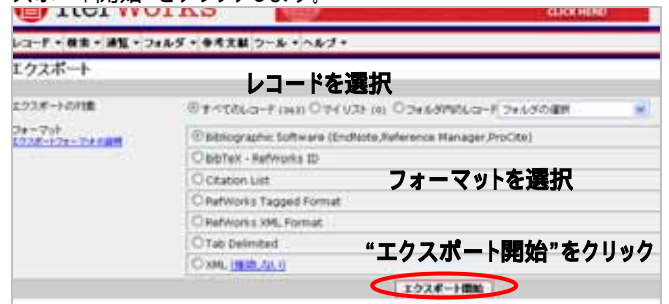 エクスポート開始"をクリックします。
RefWorks
CLICK HERE!
レコード・検索・通覧・フォルダ・参考文献 ツール・ヘルプ・
エクスポート
レコードを選択
エクスポートの対象
すべてのレコード (363) マイリスト (0) フォルダ内のレコード フォルダの選択
フォーマット
エクスポートフォーマットの説明
Bibliographic Software (EndNote,Reference Manager,ProCite)
BibTeX - RefWorks ID
Citation List
フォーマットを選択
RefWorks Tagged Format
RefWorks XML Format
Tab Delimited
"エクスポート開始"をクリック
XML
エクスポート開始